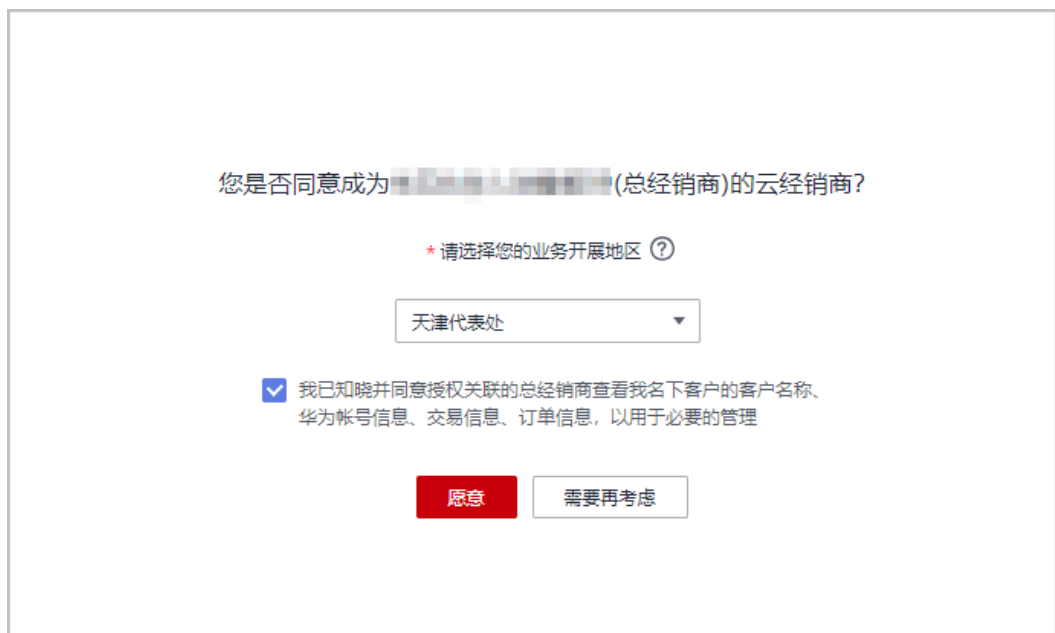 您是否同意成为(总经销商)的云经销商?
* 请选择您的业务开展地区 ?
天津代表处
我已知晓并同意授权关联的总经销商查看我名下客户的客户名称、
华为帐号信息、交易信息、订单信息，以用于必要的管理
愿意 需要再考虑